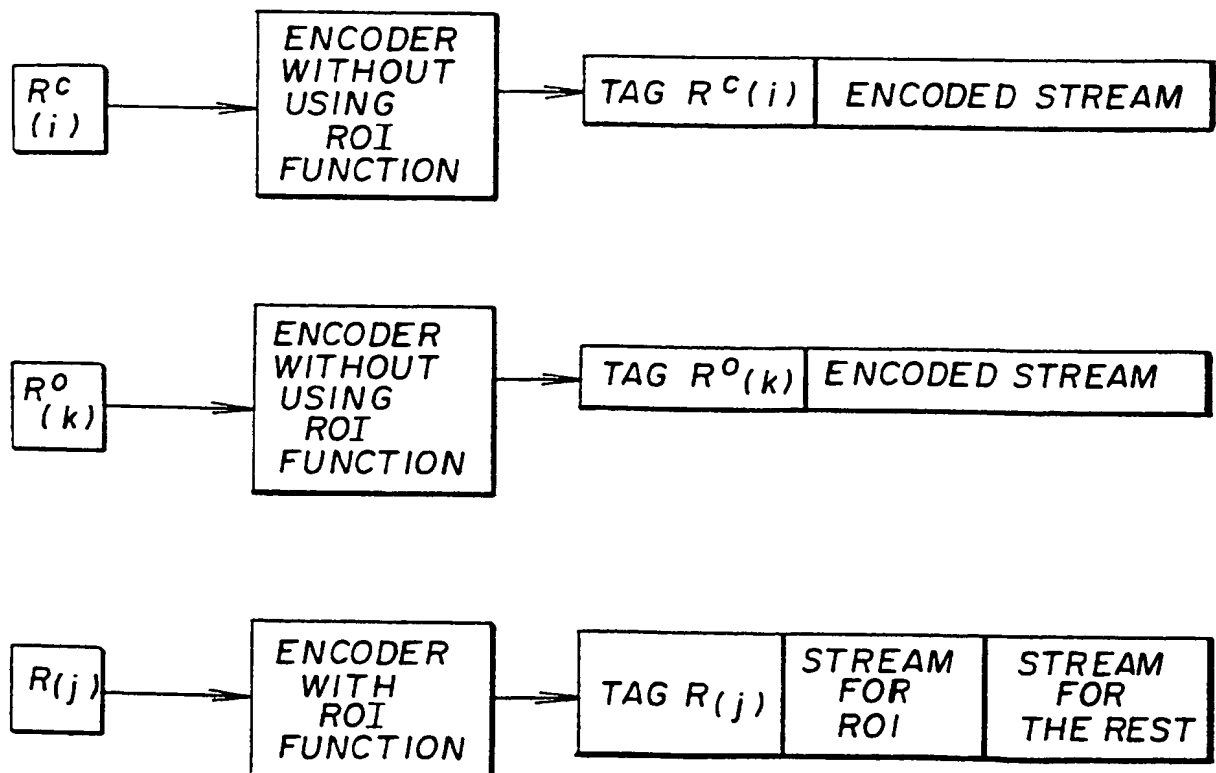 R^c
(i)
ENCODER
WITHOUT
USING
ROI
FUNCTION
TAG R^c(i)
ENCODED STREAM
R^o
(k)
ENCODER
WITHOUT
USING
ROI
FUNCTION
TAG R^o(k)
ENCODED STREAM
R(j)
ENCODER
WITH
ROI
FUNCTION
TAG R(j)
STREAM
FOR
ROI
STREAM
FOR
THE REST